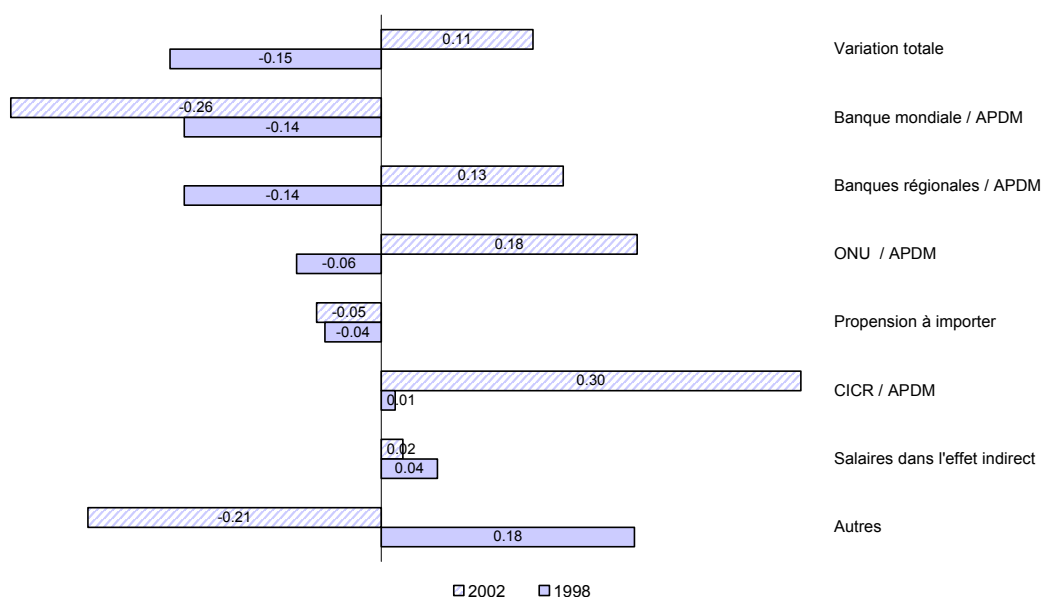 0.11
Variation totale
-0.15
-0.26
Banque mondiale / APDM
-0.14
0.13
Banques régionales / APDM
-0.14
0.18
ONU / APDM
-0.06
-0.05
Propension à importer
-0.04
0.30
CICR / APDM
0.01
0.02
Salaires dans l'effet indirect
0.04
-0.21
Autres
0.18
2002 1998